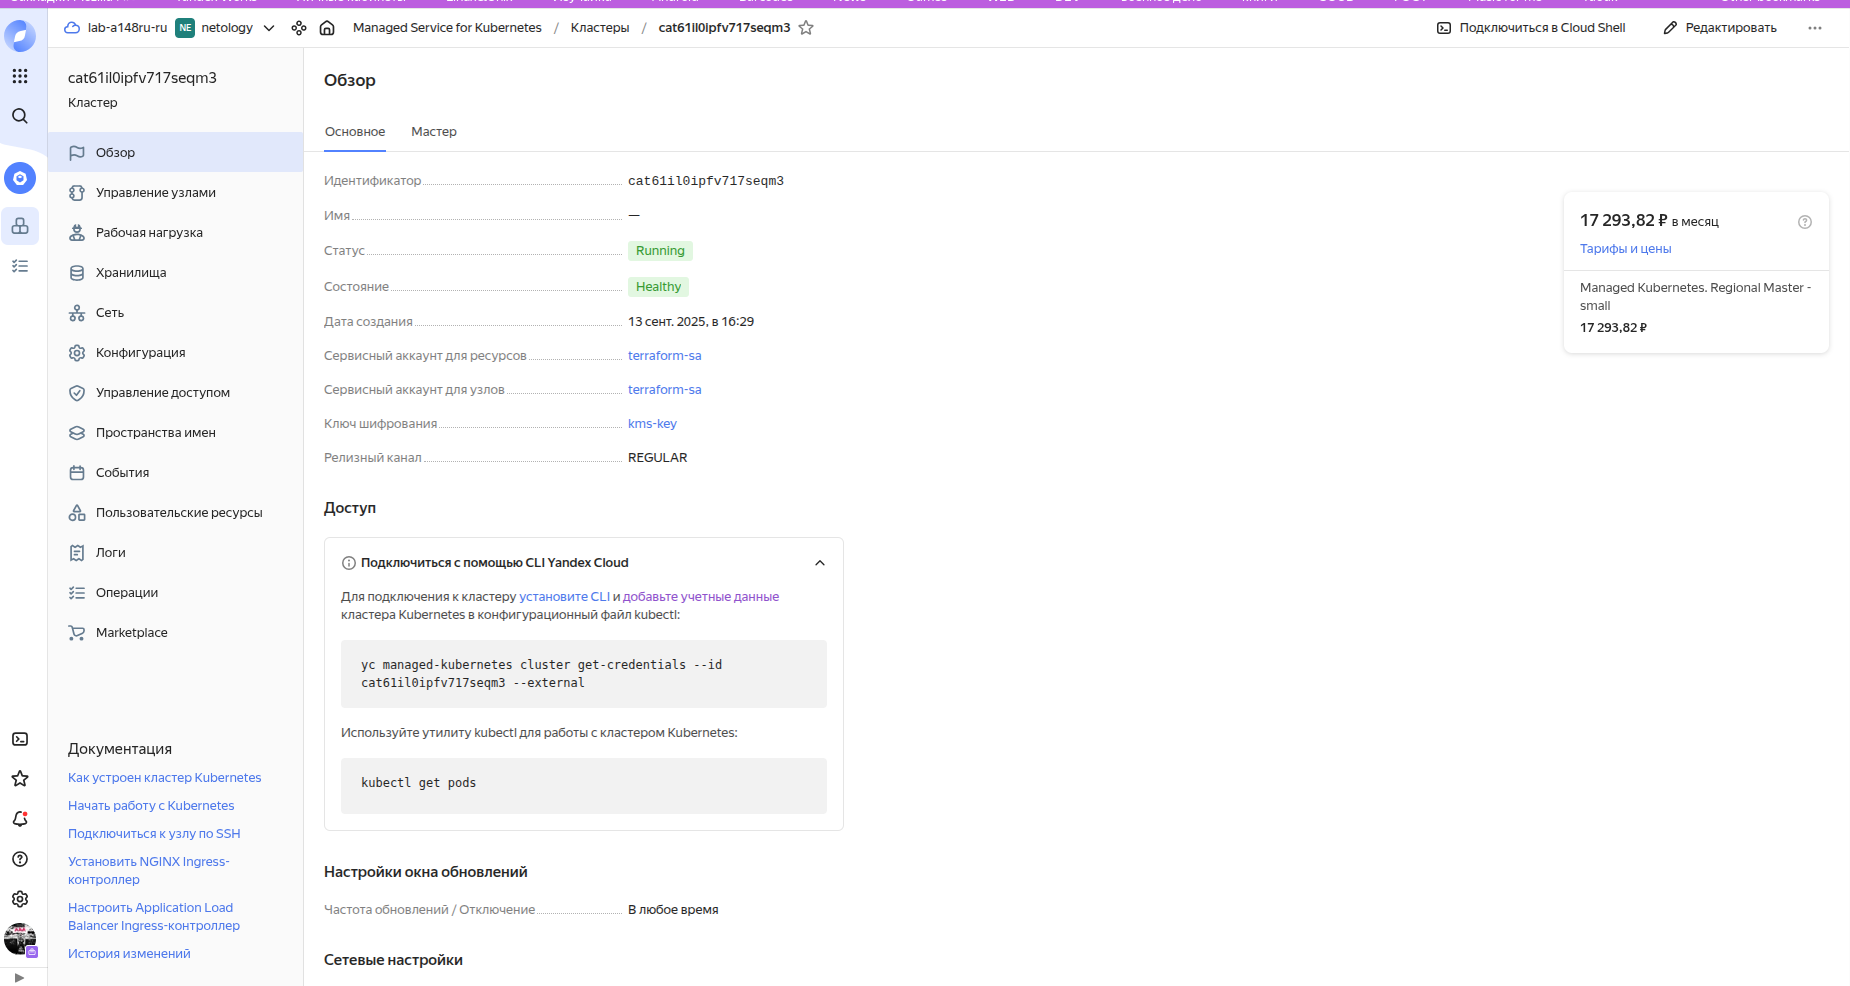 lab-a148ru-ru NE netology
Managed Service for Kubernetes / Кластеры / cat61il0ipfv717seqm3
Подключиться в Cloud Shell
Редактировать
cat61il0ipfv717seqm3
Кластер
Обзор
Управление узлами
Рабочая нагрузка
Хранилища
Сеть
Конфигурация
Управление доступом
Пространства имен
События
Пользовательские ресурсы
Логи
Операции
Marketplace
Документация
Как устроен кластер Kubernetes
Начать работу с Kubernetes
Подключиться к узлу по SSH
Установить NGINX Ingress-
контроллер
Настроить Application Load
Balancer Ingress-контроллер
История изменений
Обзор
Основное Мастер
Идентификатор cat61il0ipfv717seqm3
Имя —
Статус Running
Состояние Healthy
Дата создания 13 сент. 2025, в 16:29
Сервисный аккаунт для ресурсов terraform-sa
Сервисный аккаунт для узлов terraform-sa
Ключ шифрования kms-key
Релизный канал REGULAR
Доступ
Подключиться с помощью CLI Yandex Cloud
Для подключения к кластеру установите CLI и добавьте учетные данные
кластера Kubernetes в конфигурационный файл kubectl:
yc managed-kubernetes cluster get-credentials --id
cat61il0ipfv717seqm3 --external
Используйте утилиту kubectl для работы с кластером Kubernetes:
kubectl get pods
Настройки окна обновлений
Частота обновлений / Отключение В любое время
Сетевые настройки
17 293,82 ₽ в месяц
Тарифы и цены
Managed Kubernetes. Regional Master -
small
17 293,82 ₽